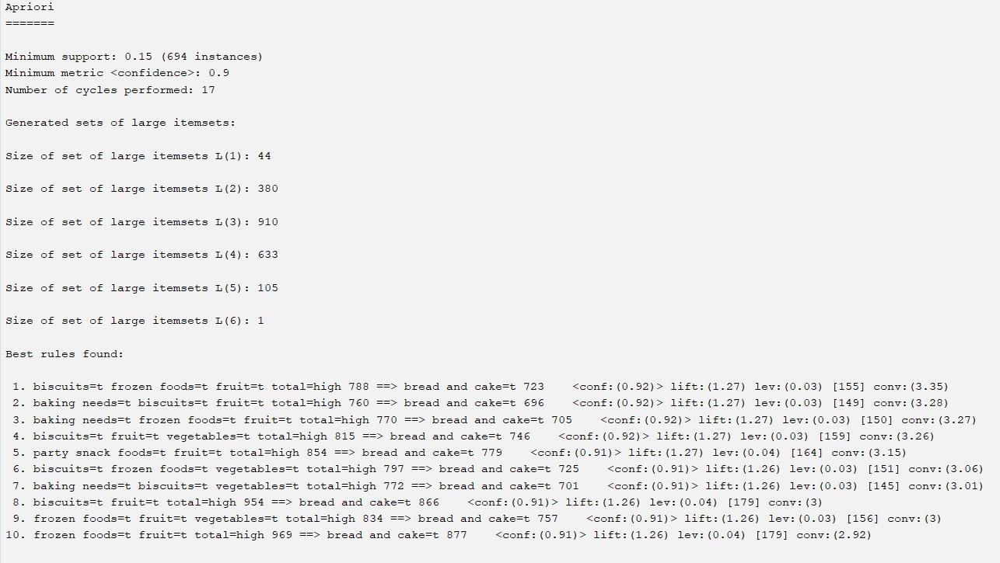 Apriori
=======
Minimum support: 0.15 (694 instances)
Minimum metric <confidence>: 0.9
Number of cycles performed: 17
Generated sets of large itemsets:
Size of set of large itemsets L(1): 44
Size of set of large itemsets L(2): 380
Size of set of large itemsets L(3): 910
Size of set of large itemsets L(4): 633
Size of set of large itemsets L(5): 105
Size of set of large itemsets L(6): 1
Best rules found:
1. biscuits=t frozen foods=t fruit=t total=high 788 ==> bread and cake=t 723 <conf:(0.92)> lift:(1.27) lev:(0.03) [155] conv:(3.35)
2. baking needs=t biscuits=t fruit=t total=high 760 ==> bread and cake=t 696 <conf:(0.92)> lift:(1.27) lev:(0.03) [149] conv:(3.28)
3. baking needs=t frozen foods=t fruit=t total=high 770 ==> bread and cake=t 705 <conf:(0.92)> lift:(1.27) lev:(0.03) [150] conv:(3.27)
4. biscuits=t fruit=t vegetables=t total=high 815 ==> bread and cake=t 746 <conf:(0.92)> lift:(1.27) lev:(0.03) [159] conv:(3.26)
5. party snack foods=t fruit=t total=high 854 ==> bread and cake=t 779 <conf:(0.91)> lift:(1.27) lev:(0.04) [164] conv:(3.15)
6. biscuits=t frozen foods=t vegetables=t total=high 797 ==> bread and cake=t 725 <conf:(0.91)> lift:(1.26) lev:(0.03) [151] conv:(3.06)
7. baking needs=t biscuits=t vegetables=t total=high 772 ==> bread and cake=t 701 <conf:(0.91)> lift:(1.26) lev:(0.03) [145] conv:(3.01)
8. biscuits=t fruit=t total=high 954 ==> bread and cake=t 866 <conf:(0.91)> lift:(1.26) lev:(0.04) [179] conv:(3)
9. frozen foods=t fruit=t vegetables=t total=high 834 ==> bread and cake=t 757 <conf:(0.91)> lift:(1.26) lev:(0.03) [156] conv:(3)
10. frozen foods=t fruit=t total=high 969 ==> bread and cake=t 877 <conf:(0.91)> lift:(1.26) lev:(0.04) [179] conv:(2.92)